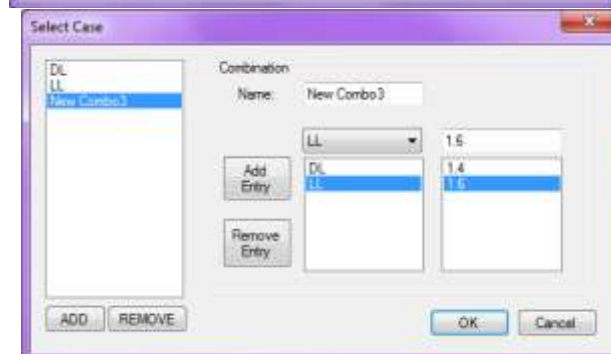 Select Case
DL
LL
New Combo3
Combination
Name:
New Combo3
LL
1.6
Add
Entry
DL
1.4
LL
1.6
Remove
Entry
ADD
REMOVE
OK
Cancel